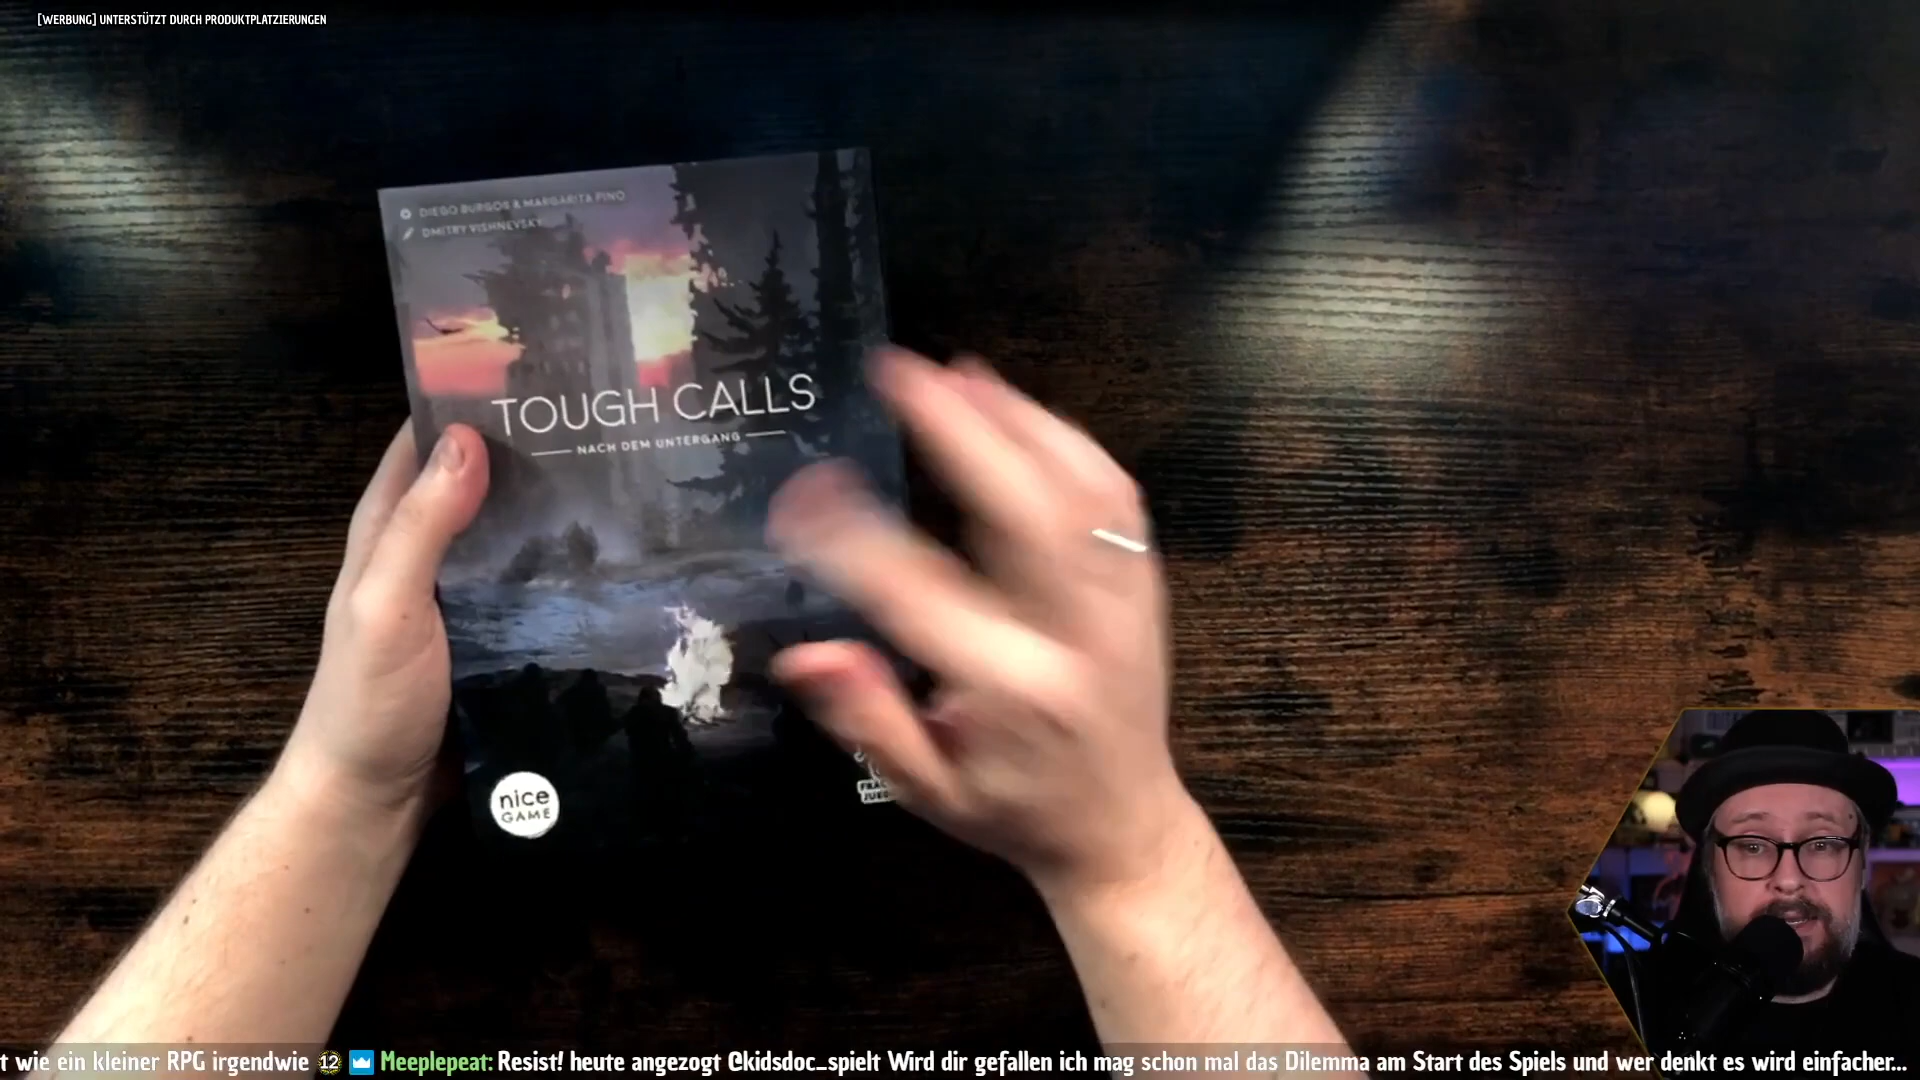 [WERBUNG] UNTERSTÜTZT DURCH PRODUKTPLATZIERUNGEN
DIEGO BURGOS & MARGARITA PINO
DMITRY VISHNEVSKY
TOUGH CALLS
NACH DEM UNTERGANG
nice
GAME
t wie ein kleiner RPG irgendwie 12 Meeplepeat: Resist! heute angezogt @kidsdoc_spielt Wird dir gefallen ich mag schon mal das Dilemma am Start des Spiels und wer denkt es wird einfacher...